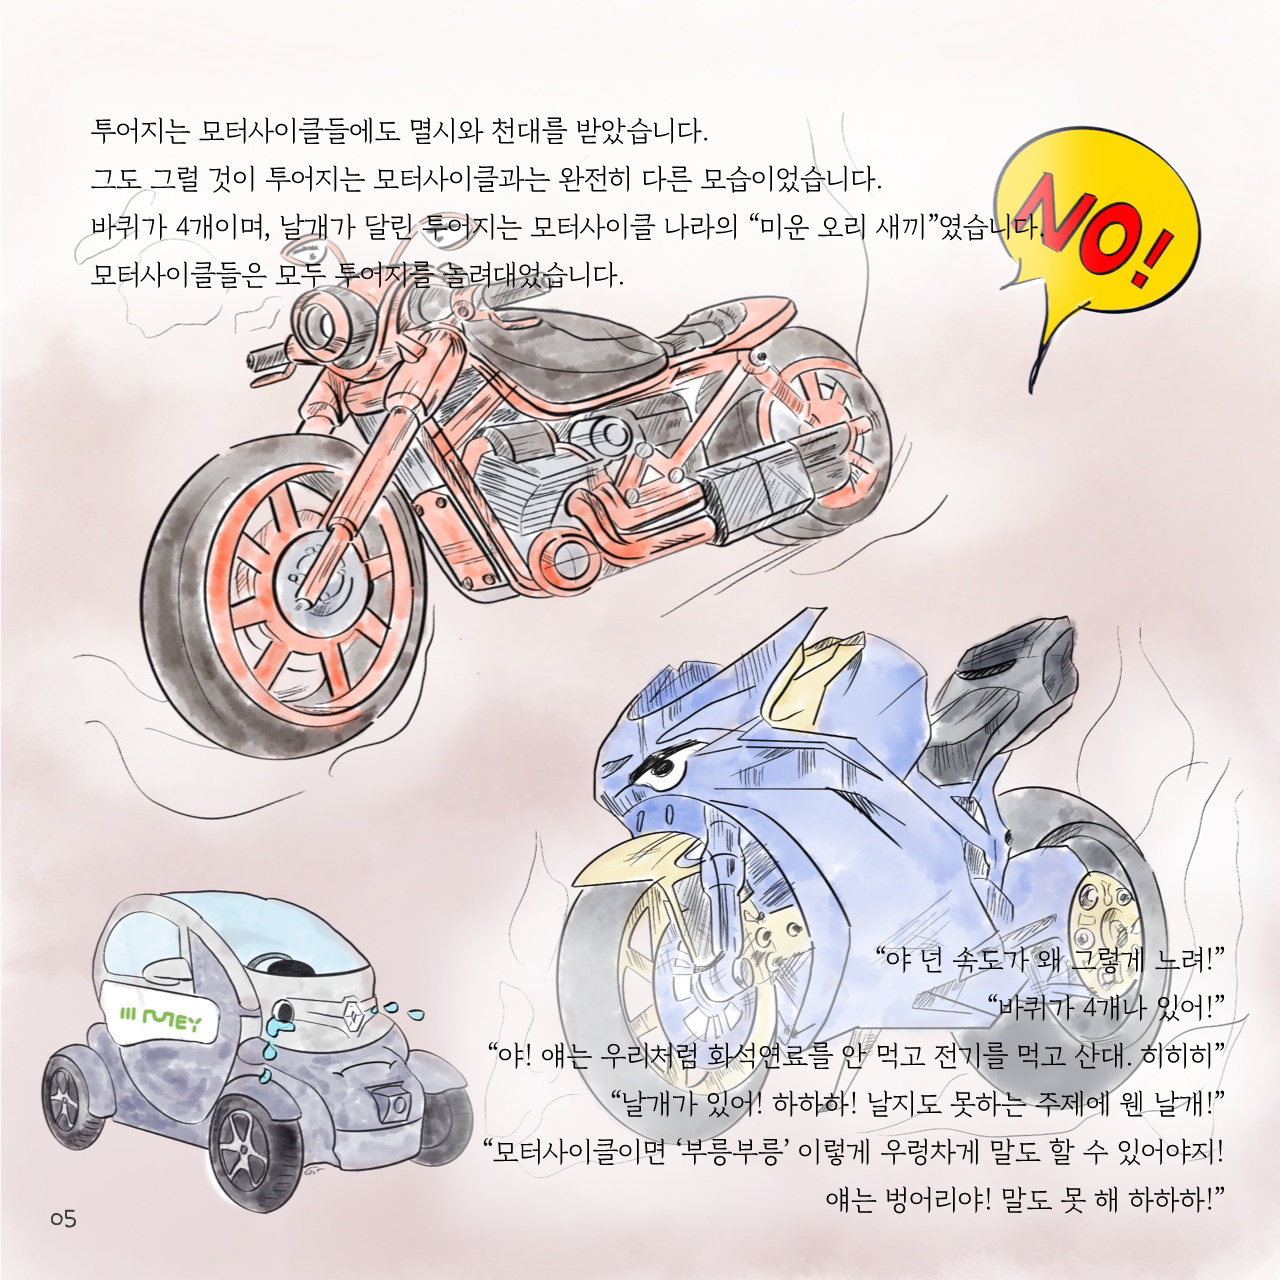 투어지는 모터사이클들에도 멸시와 천대를 받았습니다.
그도 그럴 것이 투어지는 모터사이클과는 완전히 다른 모습이었습니다.
바퀴가 4개이며, 날개가 달린 투어지는 모터사이클 나라의 “미운 오리 새끼”였습니다.
모터사이클들은 모두 투어지를 놀려대었습니다.
NO!
“야 넌 속도가 왜 그렇게 느려!”
“바퀴가 4개나 있어!”
“야! 얘는 우리처럼 화석연료를 안 먹고 전기를 먹고 산대. 히히히”
“날개가 있어! 하하하! 날지도 못하는 주제에 웬 날개!”
“모터사이클이면 ‘부릉부릉’ 이렇게 우렁차게 말도 할 수 있어야지!
얘는 벙어리야! 말도 못 해 하하하!”
MEY
05